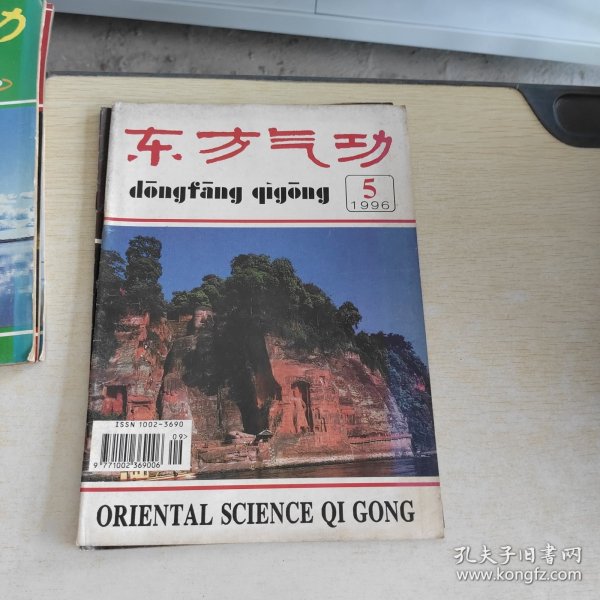 东方气功
dōngfāng qìgōng
5
1996
ISSN 1002-3690
09>
9 771002 369006
ORIENTAL SCIENCE QI GONG
孔夫子旧书网
www.kongfz.com